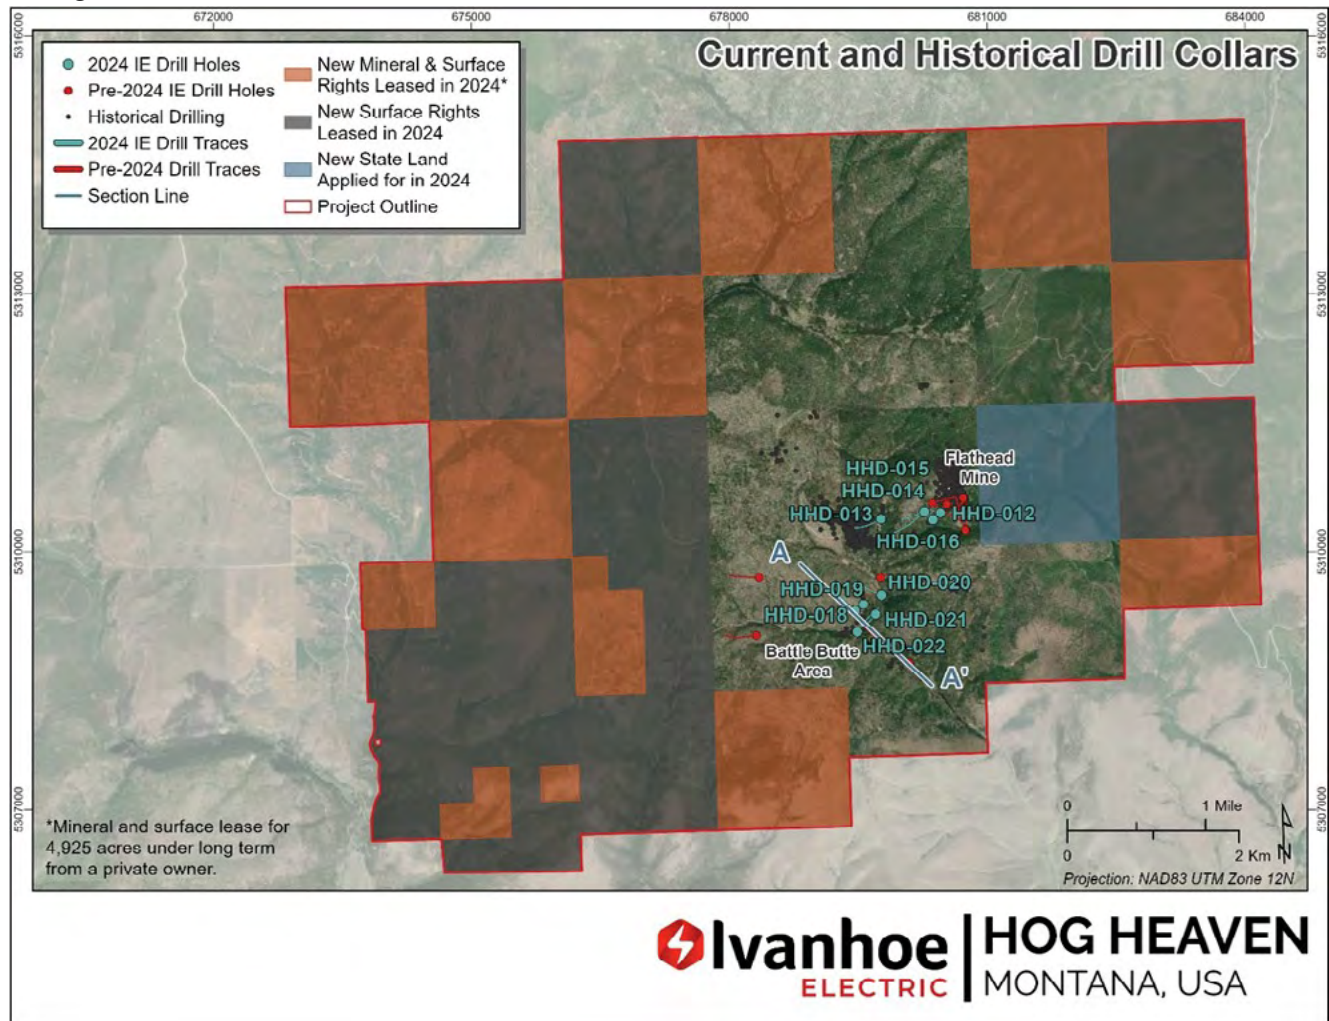 672000
675000
678000
681000
684000
5316000
5316000
Current and Historical Drill Collars
2024 IE Drill Holes
Pre-2024 IE Drill Holes
Historical Drilling
2024 IE Drill Traces
Pre-2024 Drill Traces
Section Line
New Mineral & Surface
Rights Leased in 2024*
New Surface Rights
Leased in 2024
New State Land
Applied for in 2024
Project Outline
5313000
5313000
HHD-015
Flathead
Mine
HHD-014
HHD-013
HHD-012
HHD-016
5310000
5310000
A
HHD-019
HHD-020
HHD-018
HHD-021
HHD-022
Battle Butte
Area
A'
5307000
5307000
*Mineral and surface lease for
4,925 acres under long term
from a private owner.
0
1 Mile
0
2 Km
N
Projection: NAD83 UTM Zone 12N
Ivanhoe
ELECTRIC
HOG HEAVEN
MONTANA, USA